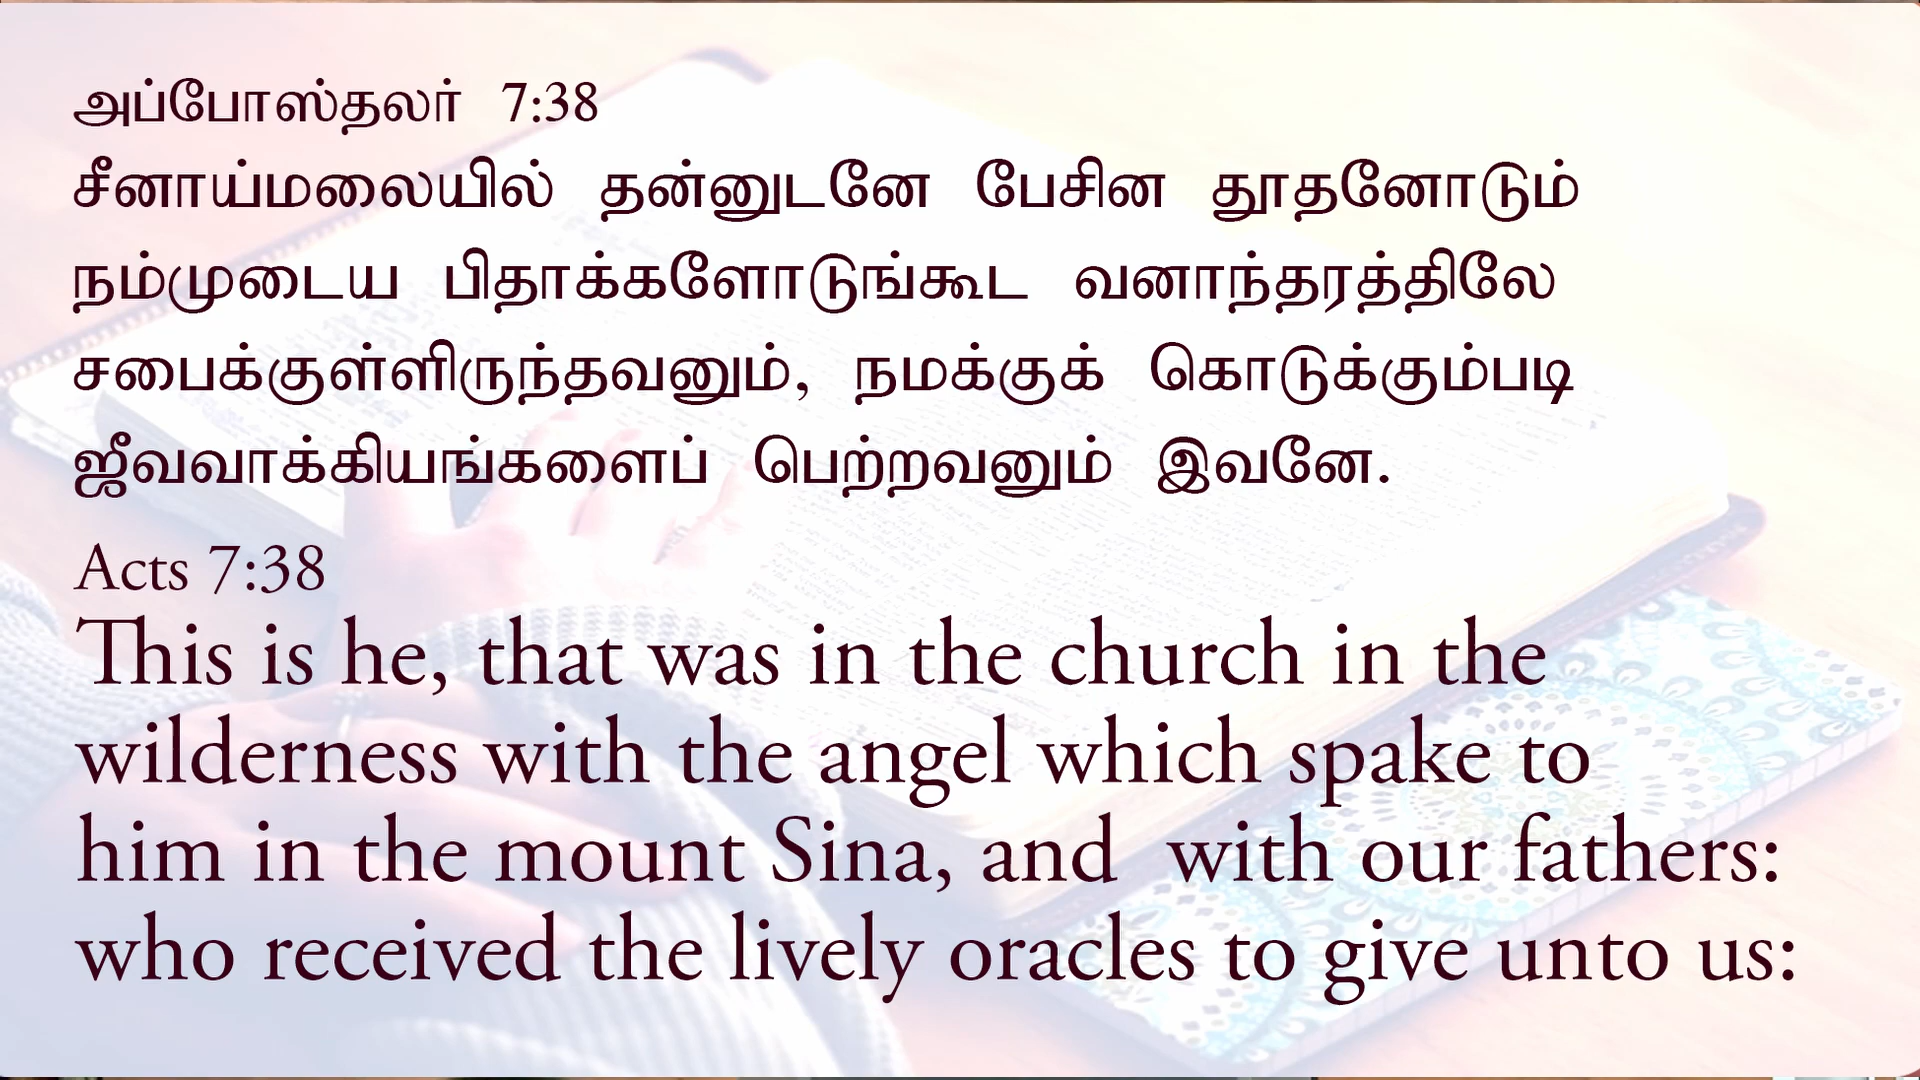 அப்போஸ்தலர் 7:38
சீனாய்மலையில் தன்னுடனே பேசின தூதனோடும்
நம்முடைய பிதாக்களோடுங்கூட வனாந்தரத்திலே
சபைக்குள்ளிருந்தவனும், நமக்குக் கொடுக்கும்படி
ஜீவவாக்கியங்களைப் பெற்றவனும் இவனே.
Acts 7:38
This is he, that was in the church in the
wilderness with the angel which spake to
him in the mount Sina, and with our fathers:
who received the lively oracles to give unto us: